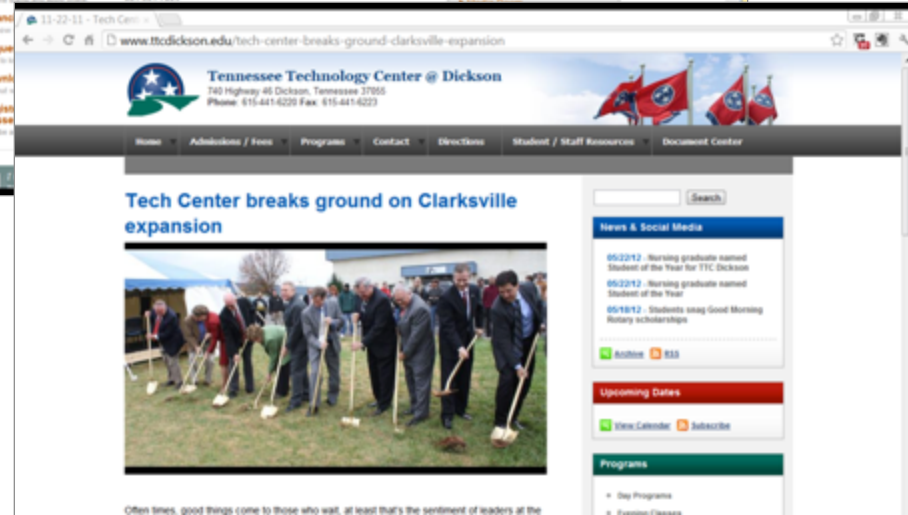 11-22-11 - Tech Cent
www.ttcdickson.edu/tech-center-breaks-ground-clarksville-expansion
Tennessee Technology Center @ Dickson
740 Highway 46 Dickson, Tennessee 37055
Phone: 615-441-6220 Fax: 615-441-6223
Home Admissions / Fees Programs Contact Directions Student / Staff Resources Document Center
Tech Center breaks ground on Clarksville
expansion
Often times, good things come to those who wait, at least that's the sentiment of leaders at the
Search
News & Social Media
05/22/12 - Nursing graduate named
Student of the Year for TTC Dickson
05/22/12 - Nursing graduate named
Student of the Year
05/18/12 - Students snag Good Morning
Rotary scholarships
Archive RSS
Upcoming Dates
View Calendar Subscribe
Programs
Day Programs
Evening Classes